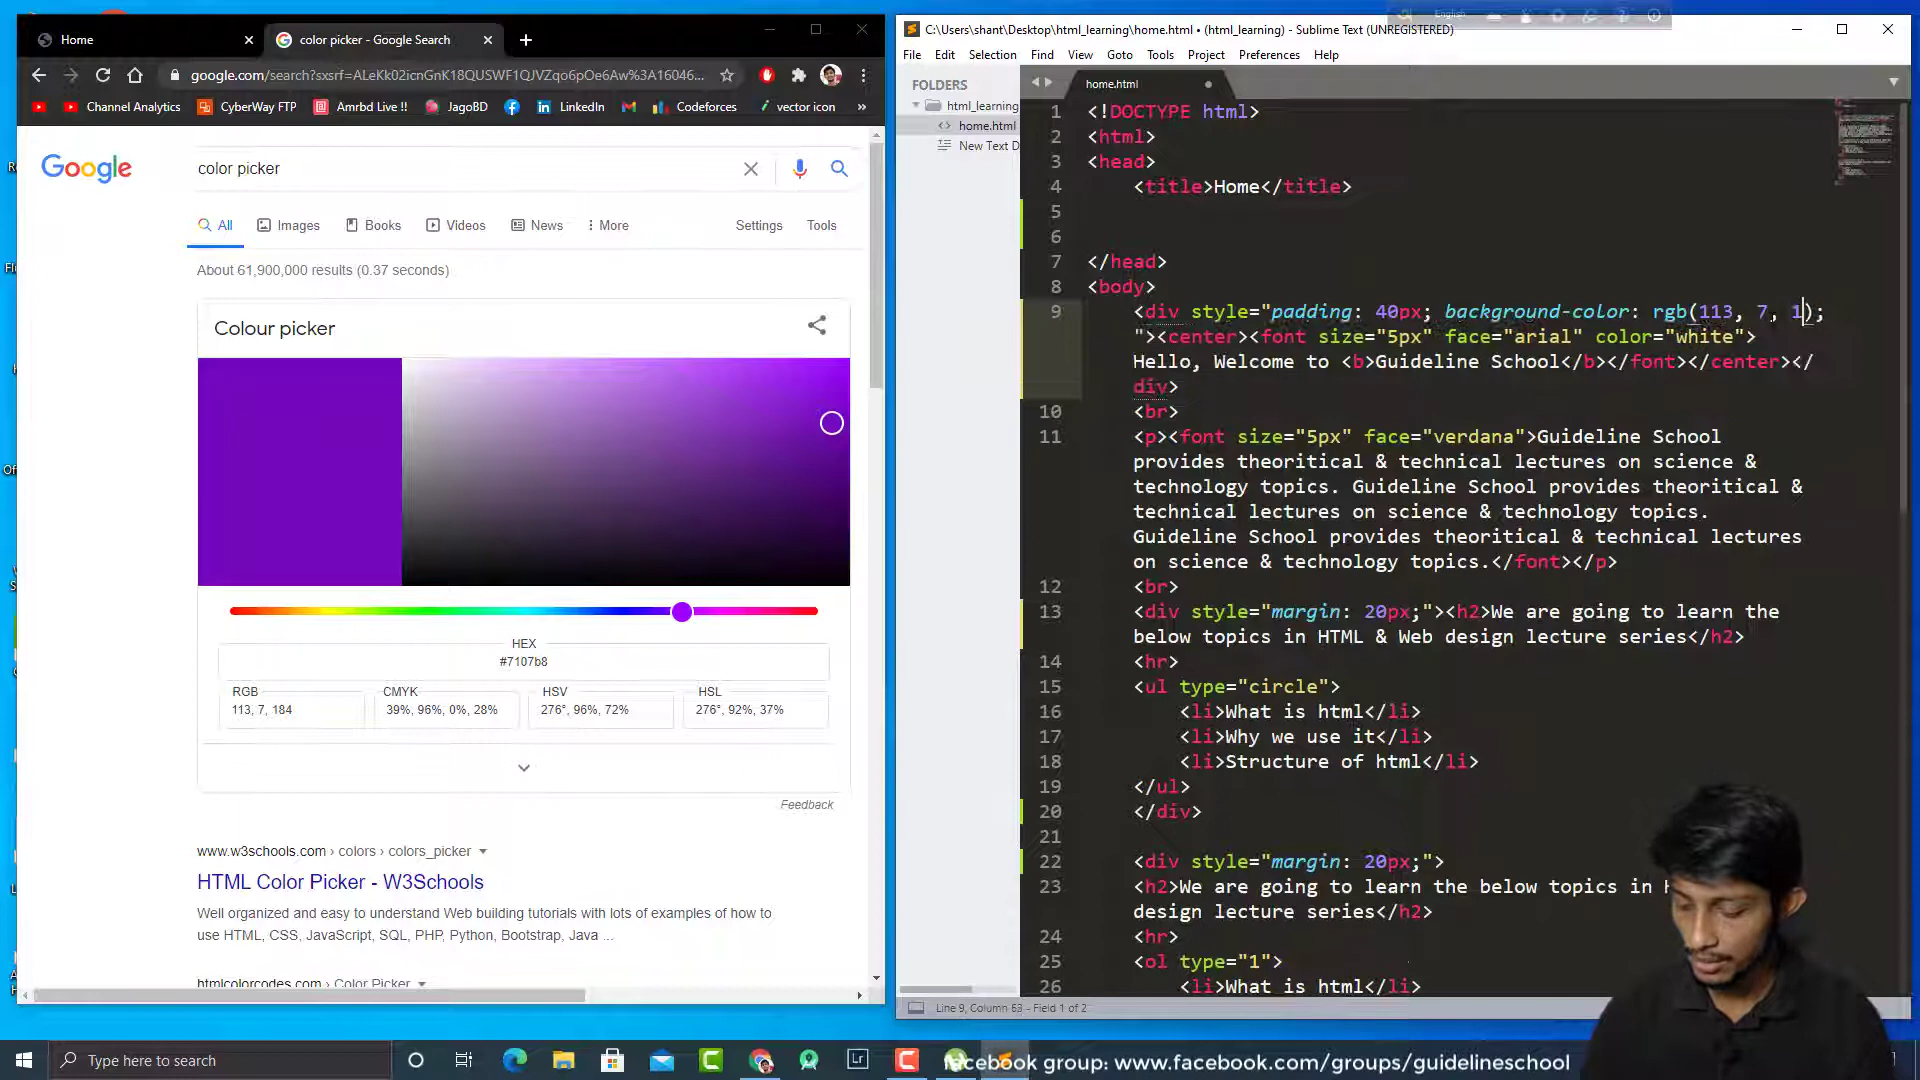 Home
color picker - Google Search
google.com/search?sxsrf=ALeKk02icnGnK18QUSWF1QJVZqo6pOe6Aw%3A16046...
Channel Analytics
CyberWay FTP
Amrbd Live !!
JagoBD
LinkedIn
Codeforces
vector icon
»
Google
color picker
All
Images
Books
Videos
News
More
Settings
Tools
About 61,900,000 results (0.37 seconds)
Colour picker
HEX
#7107b8
RGB
113, 7, 184
CMYK
39%, 96%, 0%, 28%
HSV
276°, 96%, 72%
HSL
276°, 92%, 37%
Feedback
www.w3schools.com › colors › colors_picker
HTML Color Picker - W3Schools
Well organized and easy to understand Web building tutorials with lots of examples of how to
use HTML, CSS, JavaScript, SQL, PHP, Python, Bootstrap, Java ...
htmlcolorcodes.com › Color Picker
English
C:\Users\shant\Desktop\html_learning\home.html • (html_learning) - Sublime Text (UNREGISTERED)
File Edit Selection Find View Goto Tools Project Preferences Help
FOLDERS
html_learning
home.html
New Text D
home.html
1 <!DOCTYPE html>
2 <html>
3 <head>
4 <title>Home</title>
5
6
7 </head>
8 <body>
9 <div style="padding: 40px; background-color: rgb(113, 7, 1);
"><center><font size="5px" face="arial" color="white">
Hello, Welcome to <b>Guideline School</b></font></center></
div>
10 <br>
11 <p><font size="5px" face="verdana">Guideline School
provides theoritical & technical lectures on science &
technology topics. Guideline School provides theoritical &
technical lectures on science & technology topics.
Guideline School provides theoritical & technical lectures
on science & technology topics.</font></p>
12 <br>
13 <div style="margin: 20px;"><h2>We are going to learn the
below topics in HTML & Web design lecture series</h2>
14 <hr>
15 <ul type="circle">
16 <li>What is html</li>
17 <li>Why we use it</li>
18 <li>Structure of html</li>
19 </ul>
20 </div>
21
22 <div style="margin: 20px;">
23 <h2>We are going to learn the below topics in
design lecture series</h2>
24 <hr>
25 <ol type="1">
26 <li>What is html</li>
Line 9, Column 63 - Field 1 of 2
Type here to search
Lr
facebook group: www.facebook.com/groups/guidelineschool